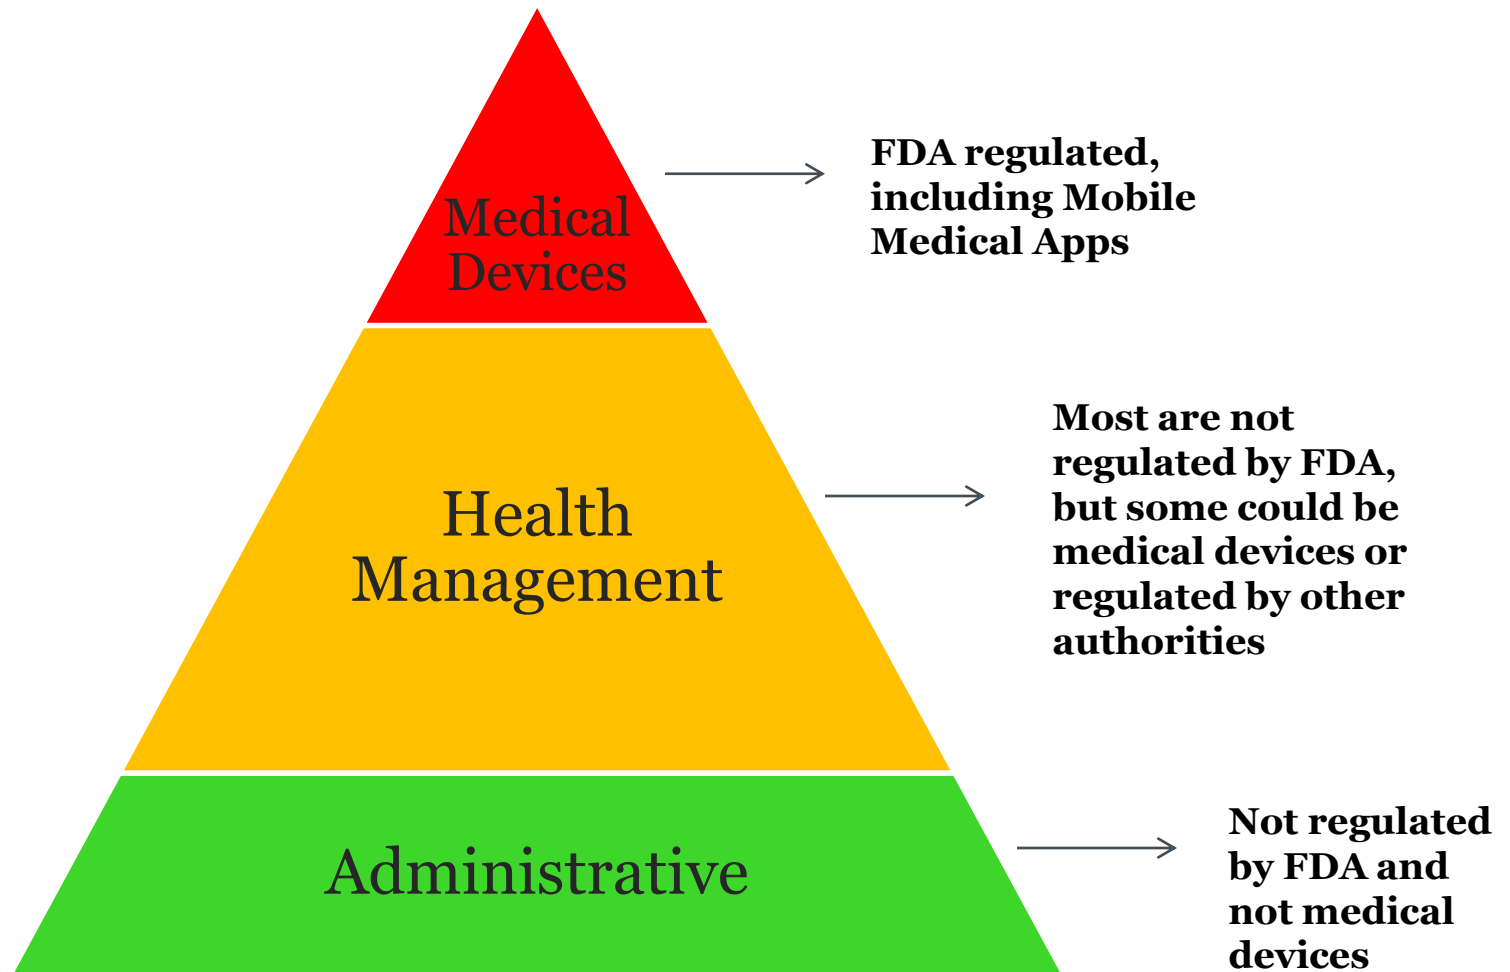 Medical
Devices
FDA regulated,
including Mobile
Medical Apps
Health
Management
Most are not
regulated by FDA,
but some could be
medical devices or
regulated by other
authorities
Administrative
Not regulated
by FDA and
not medical
devices